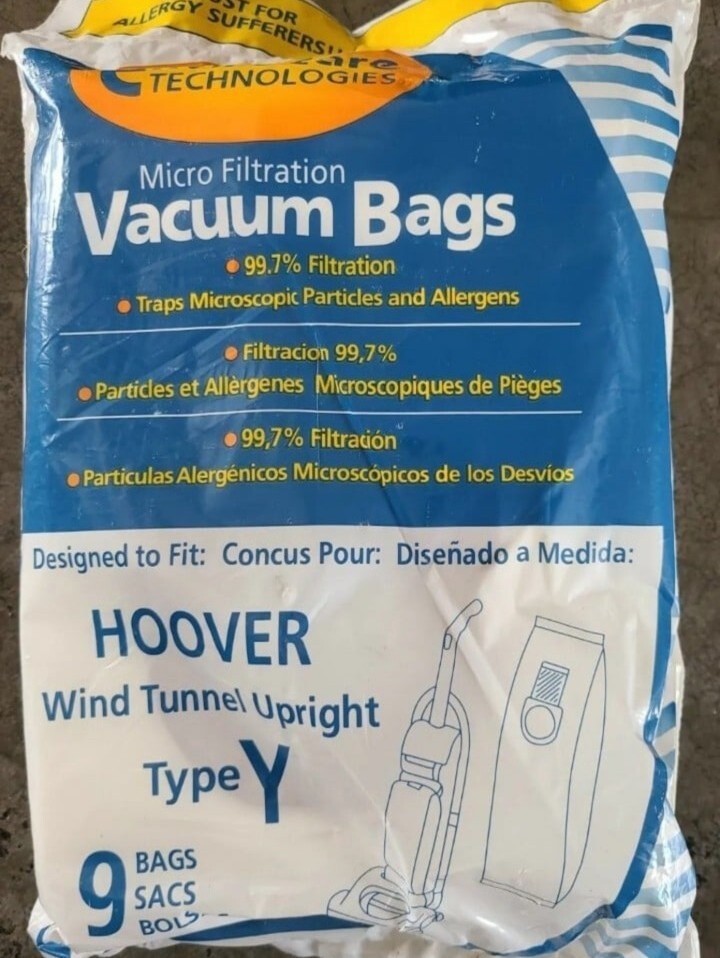 ST FOR
ALLERGY SUFFERERS!!
TECHNOLOGIES
Micro Filtration
Vacuum Bags
99.7% Filtration
Traps Microscopic Particles and Allergens
Filtracion 99,7%
Particles et Allèrgenes Microscopiques de Pièges
99,7% Filtración
Particulas Alergénicos Microscópicos de los Desvíos
Designed to Fit: Concus Pour: Diseñado a Medida:
HOOVER
Wind Tunnel Upright
Type Y
9 BAGS
SACS